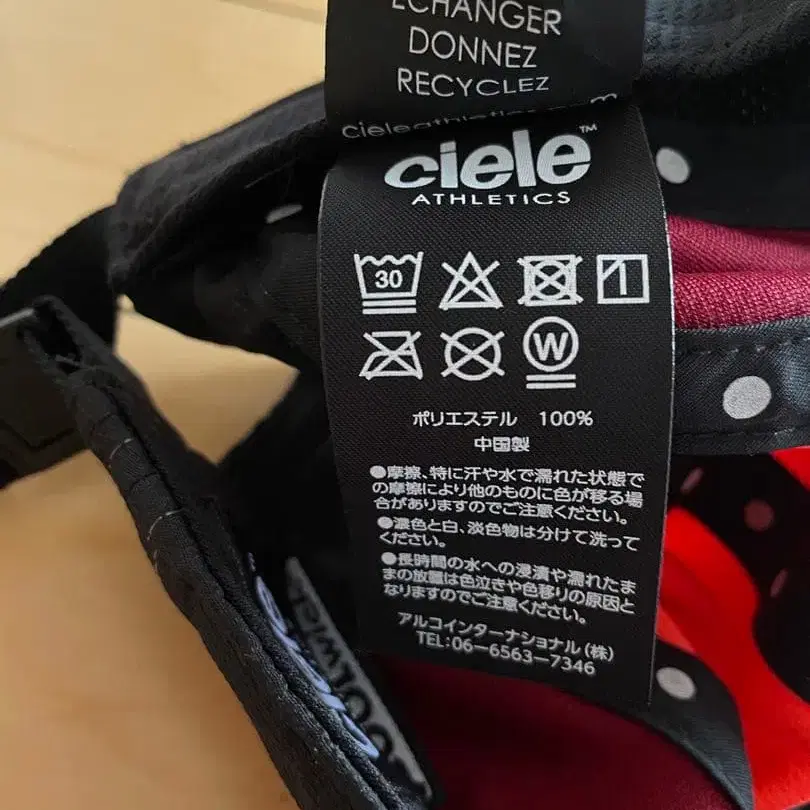 ÉCHANGER
DONNEZ
RECYCLEZ
cieleathletics.com
ciele™
ATHLETICS
30
W
ポリエステル 100%
中国製
●摩擦、特に汗や水で濡れた状態で
の摩擦により他のものに色が移る場
合がありますのでご注意ください。
●濃色と白、淡色物は分けて洗って
ください。
●長時間の水への浸漬や濡れたま
まの放置は色泣きや色移りの原因と
なりますのでご注意ください。
アルコインターナショナル(株)
TEL:06-6563-7346
ciele
COOLwick